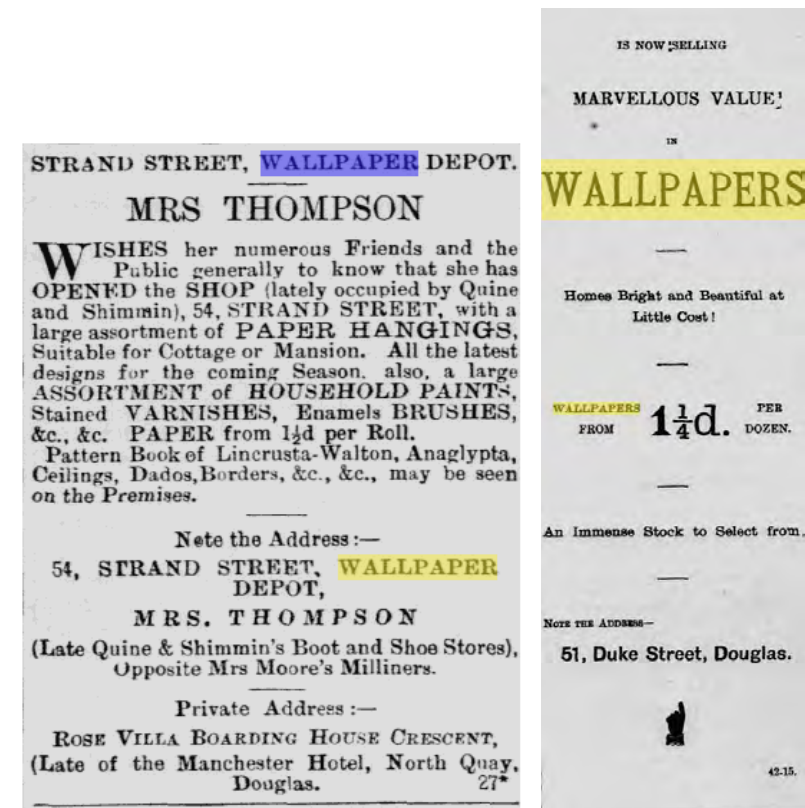 STRAND STREET, WALLPAPER DEPOT.
MRS THOMPSON
WISHES her numerous Friends and the
Public generally to know that she has
OPENED the SHOP (lately occupied by Quine
and Shimmin), 54, STRAND STREET, with a
large assortment of PAPER HANGINGS,
Suitable for Cottage or Mansion. All the latest
designs for the coming Season. also, a large
ASSORTMENT of HOUSEHOLD PAINTS,
Stained VARNISHES, Enamels BRUSHES,
&c., &c. PAPER from 1½d per Roll.
Pattern Book of Lincrusta-Walton, Anaglypta,
Ceilings, Dados, Borders, &c., &c., may be seen
on the Premises.
Note the Address :—
54, STRAND STREET, WALLPAPER
DEPOT,
MRS. THOMPSON
(Late Quine & Shimmin's Boot and Shoe Stores),
Opposite Mrs Moore's Milliners.
Private Address :—
ROSE VILLA BOARDING HOUSE CRESCENT,
(Late of the Manchester Hotel, North Quay,
Douglas. 27*
IS NOW SELLING
MARVELLOUS VALUE!
IN
WALLPAPERS
Homes Bright and Beautiful at
Little Cost!
WALLPAPERS
FROM 1¼d. PER
DOZEN.
An Immense Stock to Select from.
NOTE THE ADDRESS—
51, Duke Street, Douglas.
42-15.